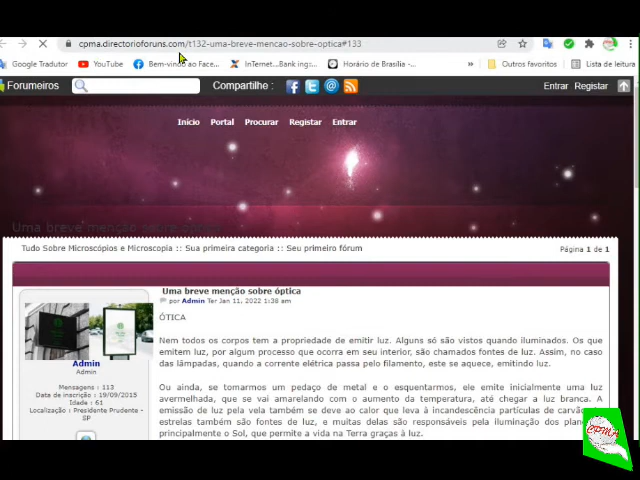 cpma.directorioforuns.com/t132-uma-breve-mencao-sobre-optica#133
Google Tradutor YouTube Bem-vindo ao Face... InterNet..Bank ing:... Horário de Brasília -... » Outros favoritos Lista de leitura
Forumeiros Compartilhe : Entrar Registar
Início Portal Procurar Registar Entrar
Uma breve menção sobre óptica
Tudo Sobre Microscópios e Microscopia :: Sua primeira categoria :: Seu primeiro fórum Página 1 de 1
Uma breve menção sobre óptica
por Admin Ter Jan 11, 2022 1:38 am
ÓTICA
Nem todos os corpos tem a propriedade de emitir luz. Alguns só são vistos quando iluminados. Os que
emitem luz, por algum processo que ocorra em seu interior, são chamados fontes de luz. Assim, no caso
das lâmpadas, quando a corrente elétrica passa pelo filamento, este se aquece, emitindo luz.
Ou ainda, se tomarmos um pedaço de metal e o esquentarmos, ele emite inicialmente uma luz
avermelhada, que se vai amarelando com o aumento da temperatura, até chegar a luz branca. A
emissão de luz pela vela também se deve ao calor que leva à incandescência partículas de
estrelas também são fontes de luz, e muitas delas são responsáveis pela iluminação dos
principalmente o Sol, que permite a vida na Terra graças à luz.
Admin
Admin
Mensagens : 113
Data de inscrição : 19/09/2015
Idade : 61
Localização : Presidente Prudente -
SP
CPMA